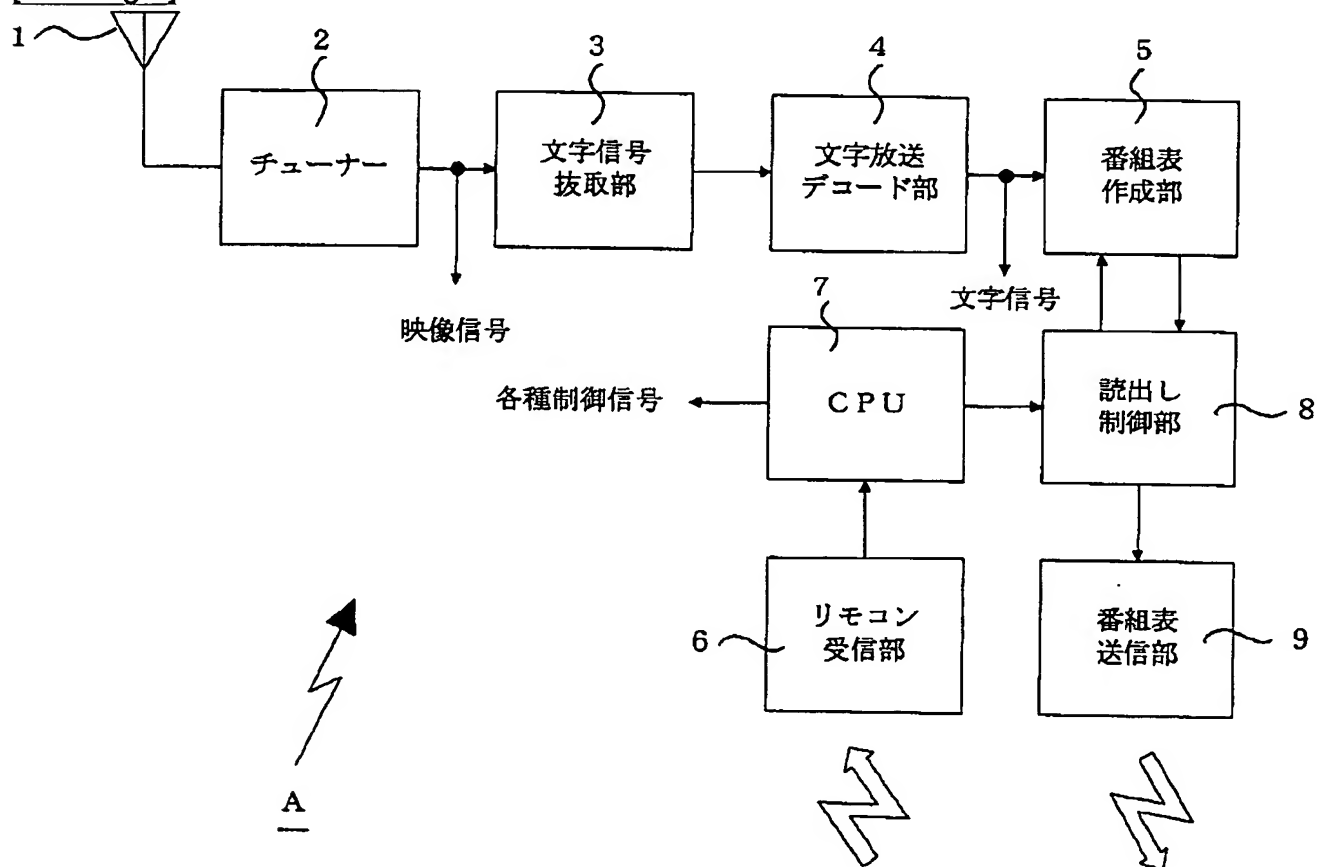 1
2
3
4
5
チューナー
文字信号
抜取部
文字放送
デコード部
番組表
作成部
映像信号
文字信号
7
各種制御信号
CPU
読出し
制御部
8
6
リモコン
受信部
番組表
送信部
9
A